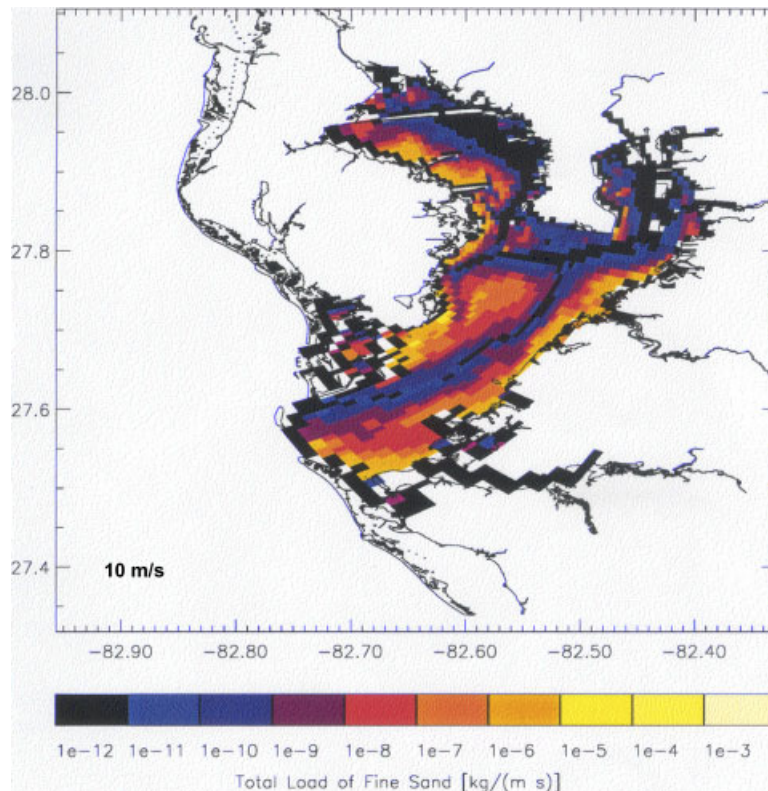 28.0
27.8
27.6
27.4
10 m/s
−82.90 −82.80 −82.70 −82.60 −82.50 −82.40
1e−12 1e−11 1e−10 1e−9 1e−8 1e−7 1e−6 1e−5 1e−4 1e−3
Total Load of Fine Sand [kg/(m s)]